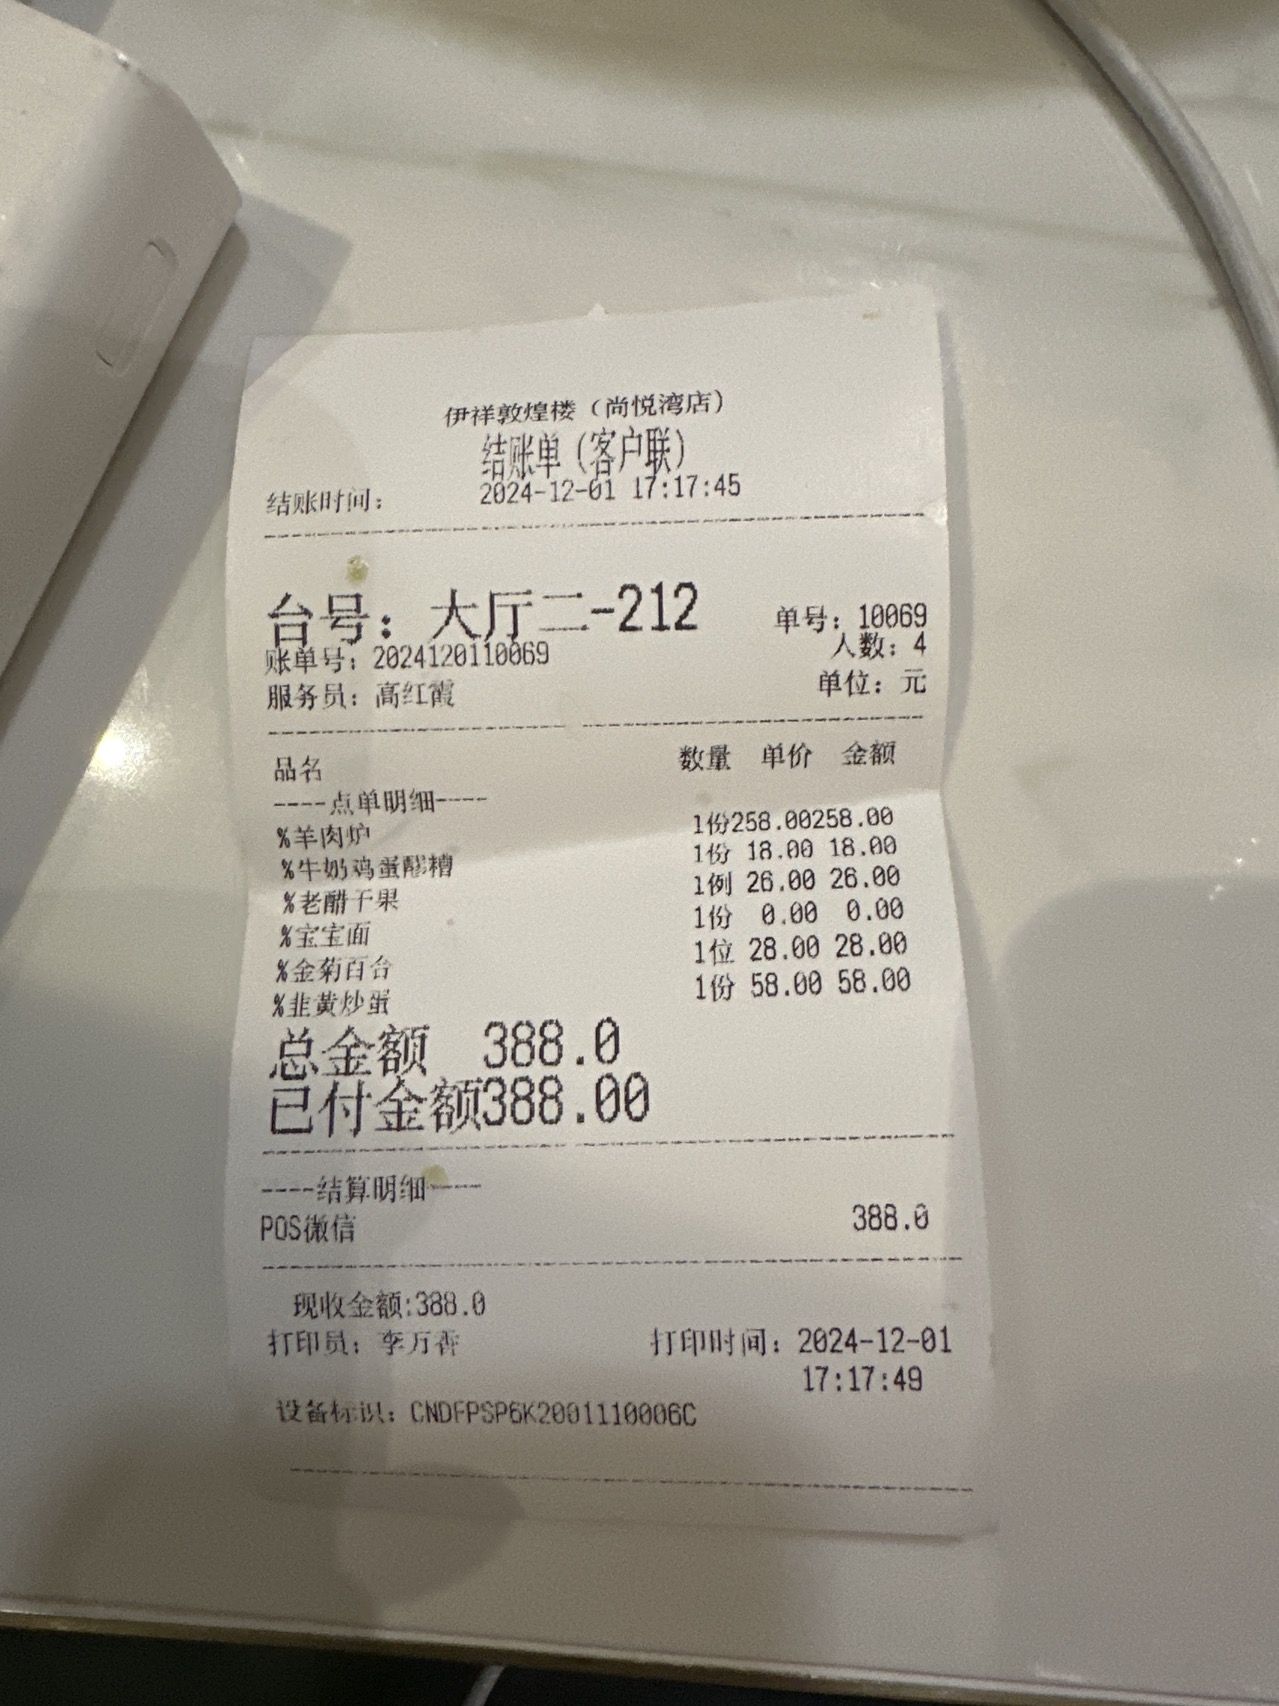 伊祥敦煌楼（尚悦湾店）
结账单（客户联）
结账时间： 2024-12-01 17:17:45
台号：大厅二-212 单号：10069
账单号：2024120110069 人数：4
服务员：高红霞 单位：元
品名 数量 单价 金额
----点单明细----
%羊肉炉 1份258.00258.00
%牛奶鸡蛋醪糟 1份 18.00 18.00
%老醋干果 1例 26.00 26.00
%宝宝面 1份 0.00 0.00
%金菊百合 1位 28.00 28.00
%韭黄炒蛋 1份 58.00 58.00
总金额 388.0
已付金额388.00
----结算明细----
POS微信 388.0
现收金额:388.0
打印员：李万香 打印时间：2024-12-01
17:17:49
设备标识：CNDFPSP6K2001110006C